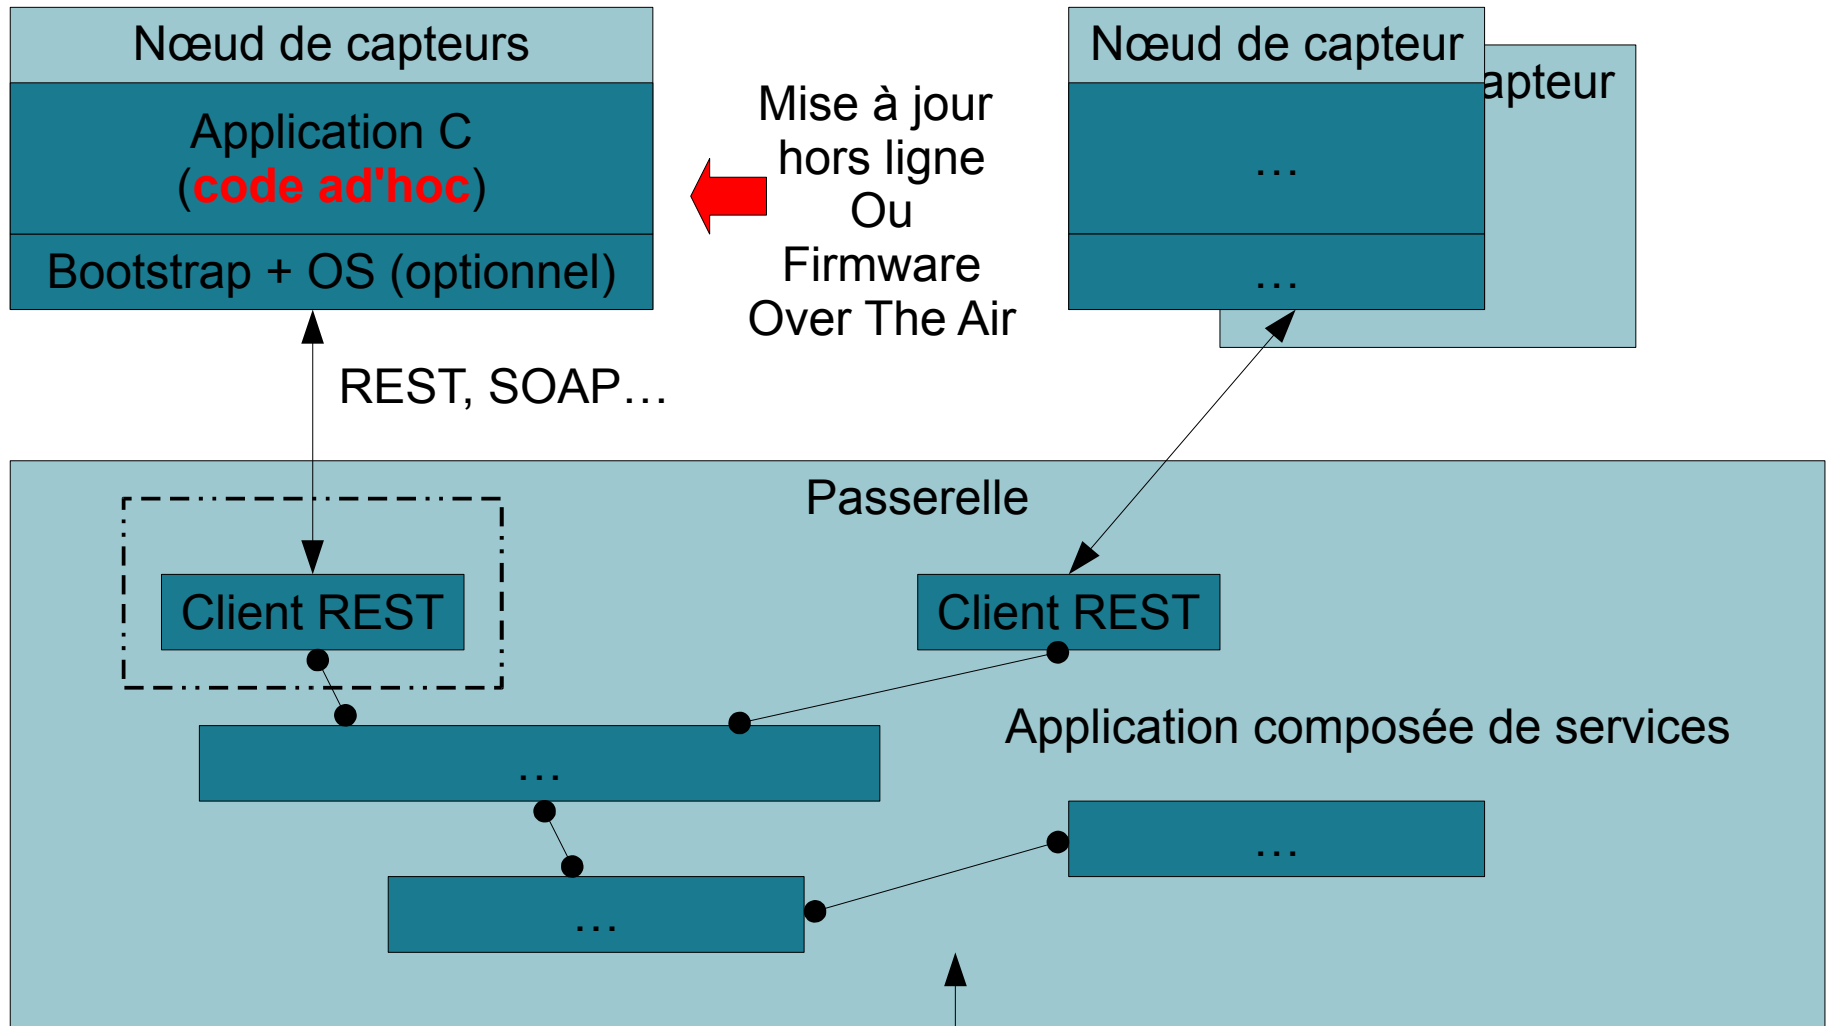 Nœud de capteurs
Application C
(code ad'hoc)
Bootstrap + OS (optionnel)
Mise à jour
hors ligne
Ou
Firmware
Over The Air
Nœud de capteur
apteur
…
…
REST, SOAP…
Passerelle
Client REST
Client REST
Application composée de services
…
…
…